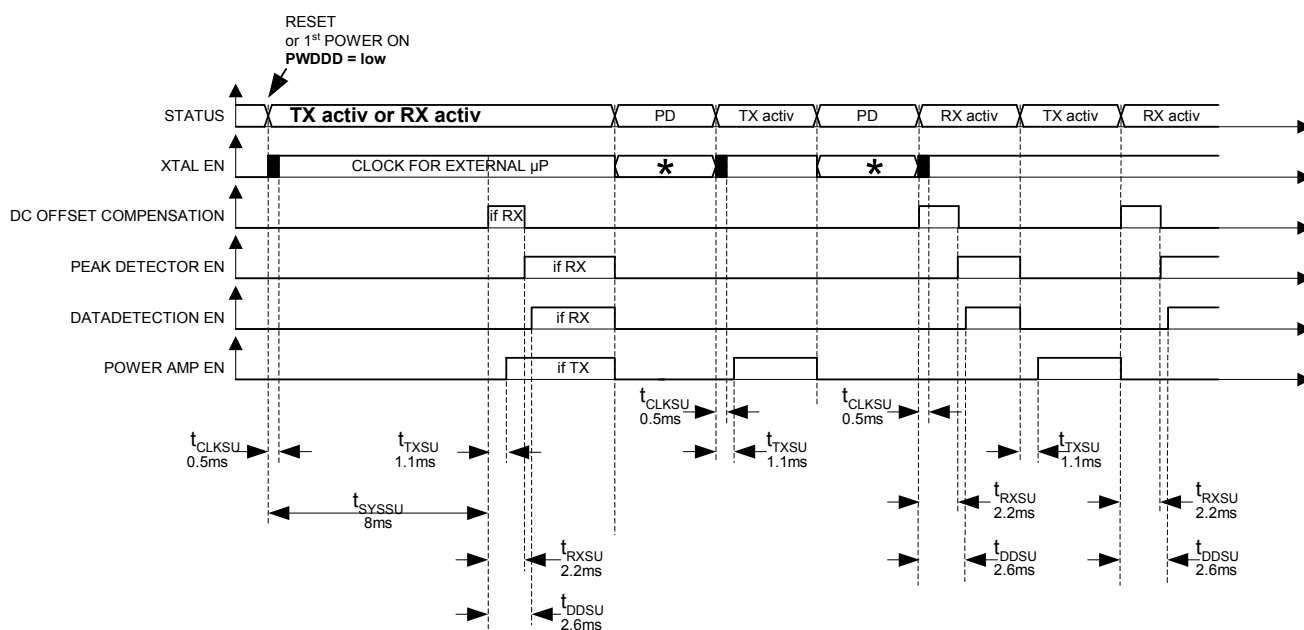 RESET
or 1st POWER ON
PWDDD = low
STATUS
TX activ or RX activ
PD
TX activ
PD
RX activ
TX activ
RX activ
XTAL EN
CLOCK FOR EXTERNAL µP
*
*
DC OFFSET COMPENSATION
if RX
PEAK DETECTOR EN
if RX
DATADETECTION EN
if RX
POWER AMP EN
if TX
tCLKSU
0.5ms
tCLKSU
0.5ms
tCLKSU
0.5ms
tTXSU
1.1ms
tTXSU
1.1ms
tTXSU
1.1ms
tSYSSU
8ms
tRXSU
2.2ms
tRXSU
2.2ms
tRXSU
2.2ms
tDDSU
2.6ms
tDDSU
2.6ms
tDDSU
2.6ms